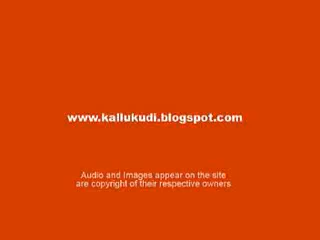 www.kallukudi.blogspot.com
Audio and Images appear on the site
are copyright of their respective owners